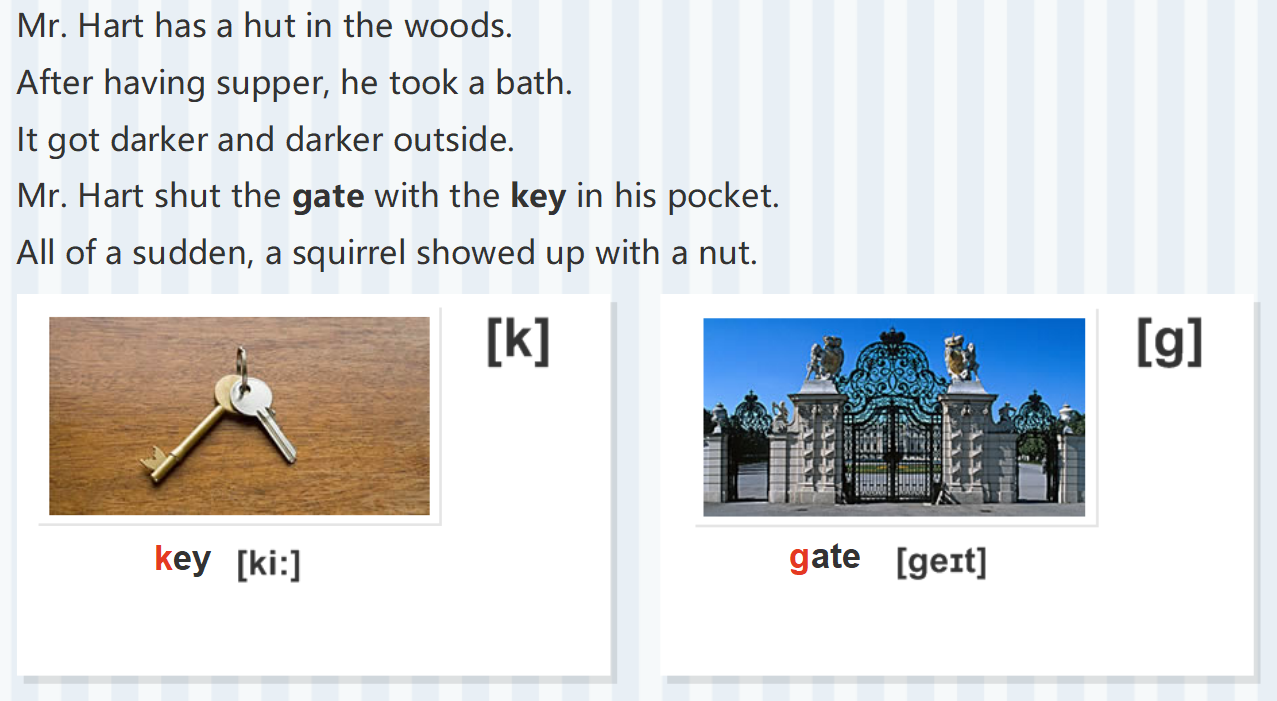 Mr. Hart has a hut in the woods.
After having supper, he took a bath.
It got darker and darker outside.
Mr. Hart shut the gate with the key in his pocket.
All of a sudden, a squirrel showed up with a nut.
[k]
key [ki:]
[g]
gate [geɪt]